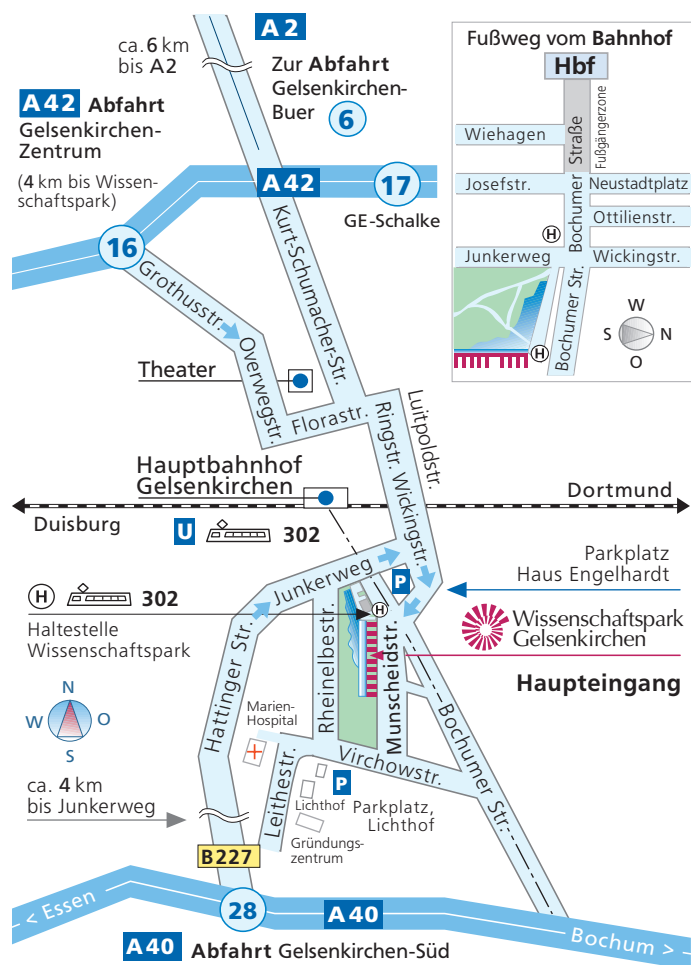 A 2
ca. 6 km
bis A2
Zur Abfahrt
Gelsenkirchen-
Buer
6
A 42 Abfahrt
Gelsenkirchen-
Zentrum
(4 km bis Wissen-
schaftspark)
A 42
17
GE-Schalke
16
Grothusstr.
Kurt-Schumacher-Str.
Overwegstr.
Theater
Florastr.
Luitpoldstr.
Ringstr.
Wickingstr.
Hauptbahnhof
Gelsenkirchen
Duisburg
Dortmund
U
302
Junkerweg
P
Parkplatz
Haus Engelhardt
H
302
Haltestelle
Wissenschaftspark
H
Wissenschaftspark
Gelsenkirchen
Haupteingang
Hattinger Str.
Rheinelbestr.
Munscheidstr.
Bochumer Str.
N
W
O
S
Marien-
Hospital
Virchowstr.
Leithestr.
ca. 4 km
bis Junkerweg
P
Lichthof
Parkplatz,
Lichthof
Gründungs-
zentrum
B227
28
< Essen
A 40
Bochum >
A 40 Abfahrt Gelsenkirchen-Süd
Fußweg vom Bahnhof
Hbf
Fußgängerzone
Bochumer Straße
Wiehagen
Josefstr.
Neustadtplatz
Ottilienstr.
H
Junkerweg
Wickingstr.
Bochumer Str.
H
W
S
N
O